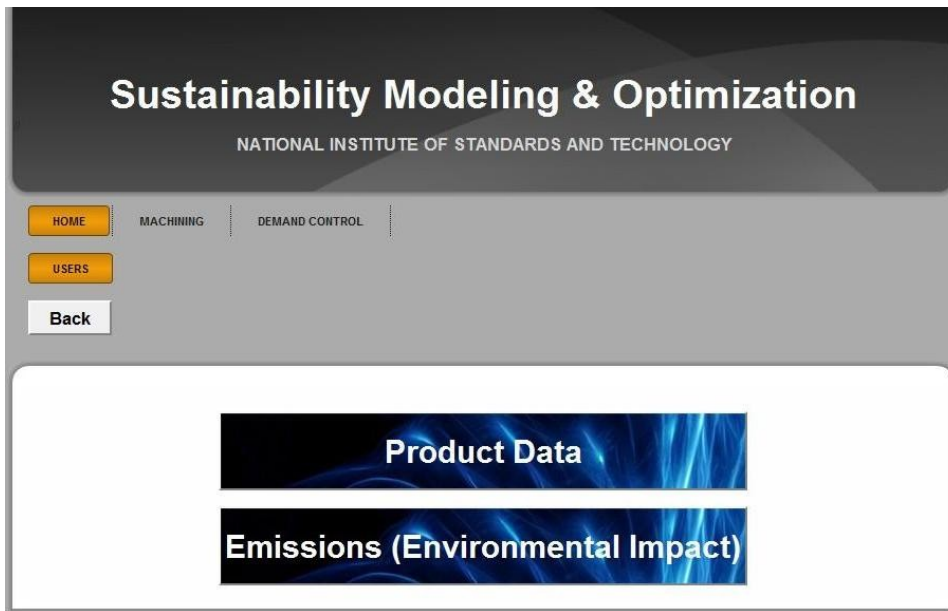 Sustainability Modeling & Optimization
NATIONAL INSTITUTE OF STANDARDS AND TECHNOLOGY
HOME
MACHINING
DEMAND CONTROL
USERS
Back
Product Data
Emissions (Environmental Impact)